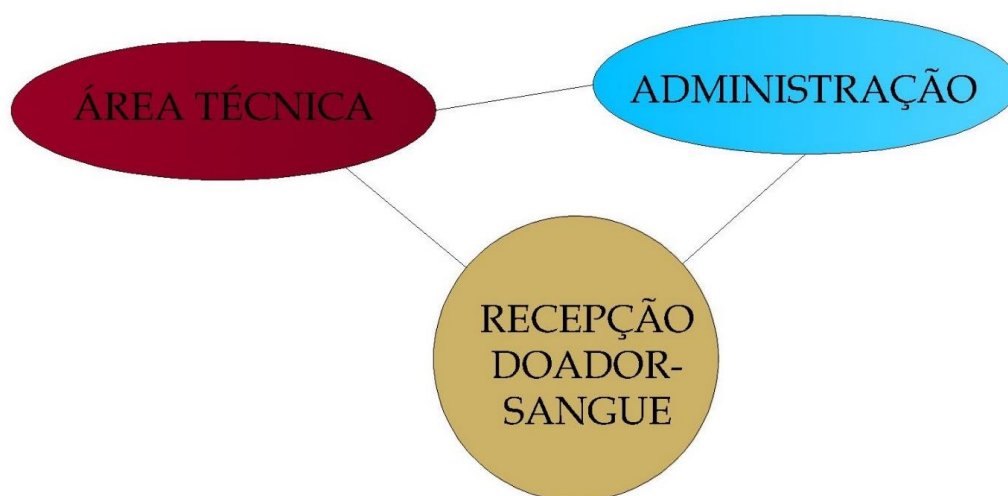 ÁREA TÉCNICA
ADMINISTRAÇÃO
RECEPÇÃO
DOADOR-
SANGUE